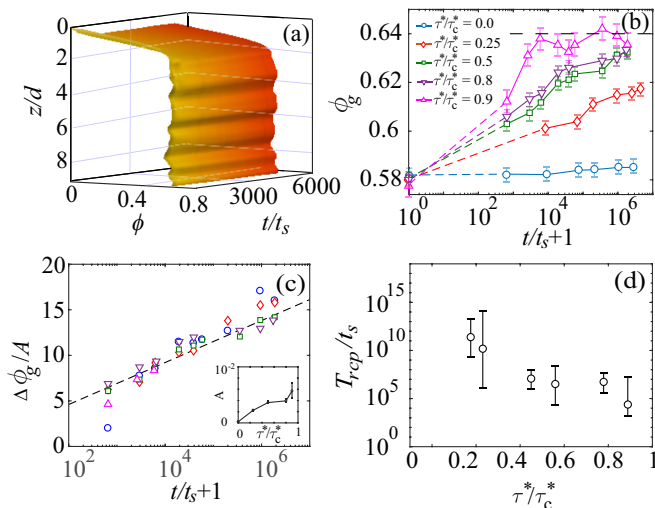 (a)
0
2
4
6
8
z/d
0
0.4
0.8
ϕ
3000
6000
t/t_s
(b)
τ*/τ_c* = 0.0
τ*/τ_c* = 0.25
τ*/τ_c* = 0.5
τ*/τ_c* = 0.8
τ*/τ_c* = 0.9
0.64
0.62
0.6
0.58
ϕ_g
10^0
10^2
10^4
10^6
t/t_s+1
(c)
20
15
10
5
0
Δϕ_g/A
10^2
10^4
10^6
t/t_s+1
10^-2
A
0
0
1
τ*/τ_c*
(d)
10^15
10^10
10^5
10^0
T_rcp/t_s
0.2
0.4
0.6
0.8
τ*/τ_c*